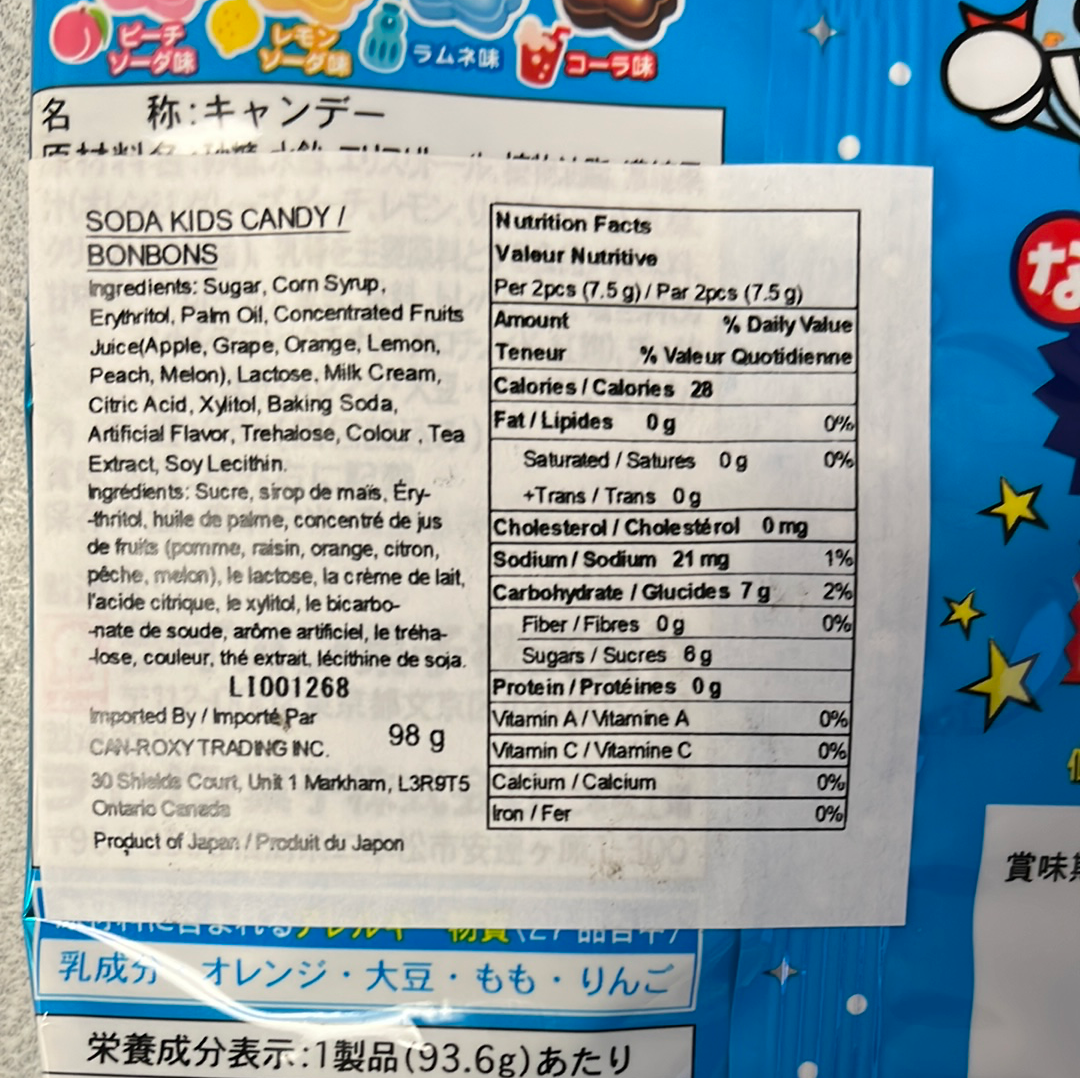 ピーチ
ソーダ味
レモン
ソーダ味
ラムネ味
コーラ味
名 称:キャンデー
SODA KIDS CANDY /
BONBONS
Ingredients: Sugar, Corn Syrup,
Erythritol, Palm Oil, Concentrated Fruits
Juice(Apple, Grape, Orange, Lemon,
Peach, Melon), Lactose, Milk Cream,
Citric Acid, Xylitol, Baking Soda,
Artificial Flavor, Trehalose, Colour , Tea
Extract, Soy Lecithin.
Ingrédients: Sucre, sirop de maïs, Éry-
-thritol, huile de palme, concentré de jus
de fruits (pomme, raisin, orange, citron,
pêche, melon), le lactose, la crème de lait,
l'acide citrique, le xylitol, le bicarbo-
-nate de soude, arôme artificiel, le tréha-
-lose, couleur, thé extrait, lécithine de soja.
LI001268
Imported By / Importé Par
CAN-ROXY TRADING INC.
98 g
30 Shields Court, Unit 1 Markham, L3R9T5
Ontario Canada
Product of Japan / Produit du Japon
Nutrition Facts
Valeur Nutritive
Per 2pcs (7.5 g) / Par 2pcs (7.5 g)
Amount % Daily Value
Teneur % Valeur Quotidienne
Calories / Calories 28
Fat / Lipides 0 g 0%
Saturated / Satures 0 g 0%
+Trans / Trans 0 g
Cholesterol / Cholestérol 0 mg
Sodium / Sodium 21 mg 1%
Carbohydrate / Glucides 7 g 2%
Fiber / Fibres 0 g 0%
Sugars / Sucres 6 g
Protein / Protéines 0 g
Vitamin A / Vitamine A 0%
Vitamin C / Vitamine C 0%
Calcium / Calcium 0%
Iron / Fer 0%
乳成分 オレンジ・大豆・もも・りんご
栄養成分表示:1製品(93.6g)あたり
な
賞味